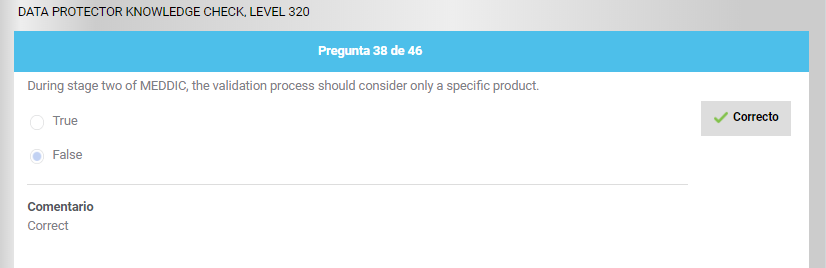 DATA PROTECTOR KNOWLEDGE CHECK, LEVEL 320
Pregunta 38 de 46
During stage two of MEDDIC, the validation process should consider only a specific product.
True
Correcto
False
Comentario
Correct